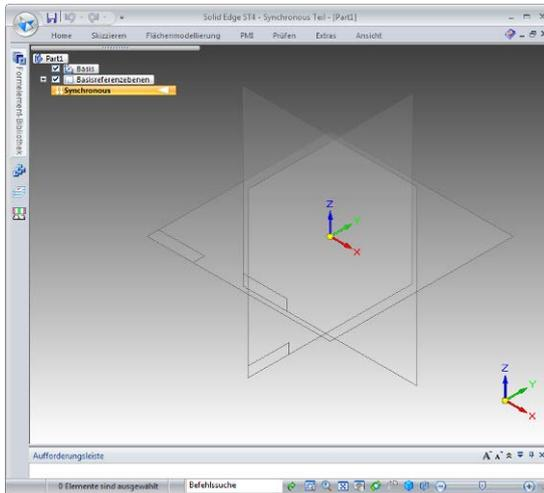 Solid Edge ST4 - Synchronous Teil - [Part1]
Home Skizzieren Flächenmodellierung PMI Prüfen Extras Ansicht
Formelement-Bibliothek
Part1
Basis
Basisreferenzebenen
Synchronous
Z
Y
X
Z
Y
X
Aufforderungsleiste
0 Elemente sind ausgewählt Befehlssuche